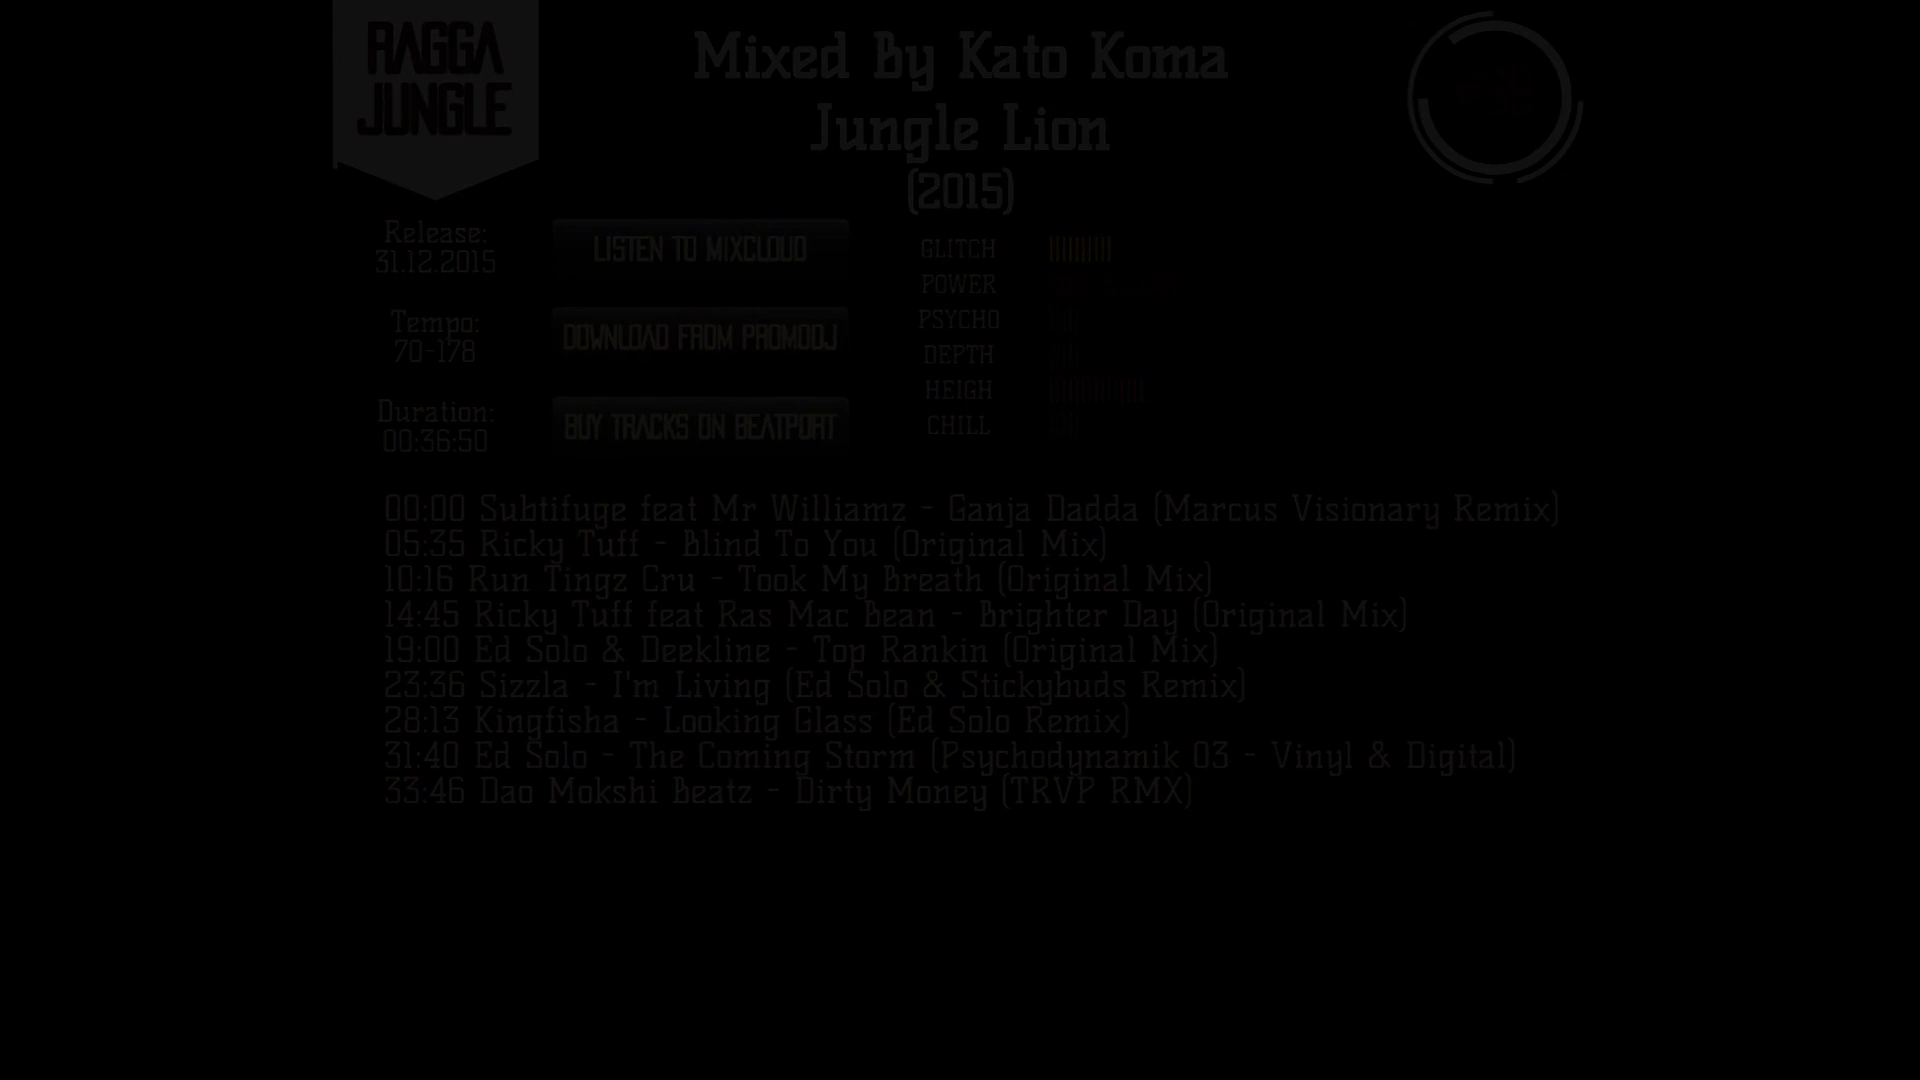 RAGGA
JUNGLE
Mixed By Kato Koma
Jungle Lion
(2015)
Release:
31.12.2015
Tempo:
70-178
Duration:
00:36:50
LISTEN TO MIXCLOUD
DOWNLOAD FROM PROMODJ
BUY TRACKS ON BEATPORT
GLITCH
POWER
PSYCHO
DEPTH
HEIGH
CHILL
00:00 Subtifuge feat Mr Williamz - Ganja Dadda (Marcus Visionary Remix)
05:35 Ricky Tuff - Blind To You (Original Mix)
10:16 Run Tingz Cru - Took My Breath (Original Mix)
14:45 Ricky Tuff feat Ras Mac Bean - Brighter Day (Original Mix)
19:00 Ed Solo & Deekline - Top Rankin (Original Mix)
23:36 Sizzla - I'm Living (Ed Solo & Stickybuds Remix)
28:13 Kingfisha - Looking Glass (Ed Solo Remix)
31:40 Ed Solo - The Coming Storm (Psychodynamik 03 - Vinyl & Digital)
33:46 Dao Mokshi Beatz - Dirty Money (TRVP RMX)